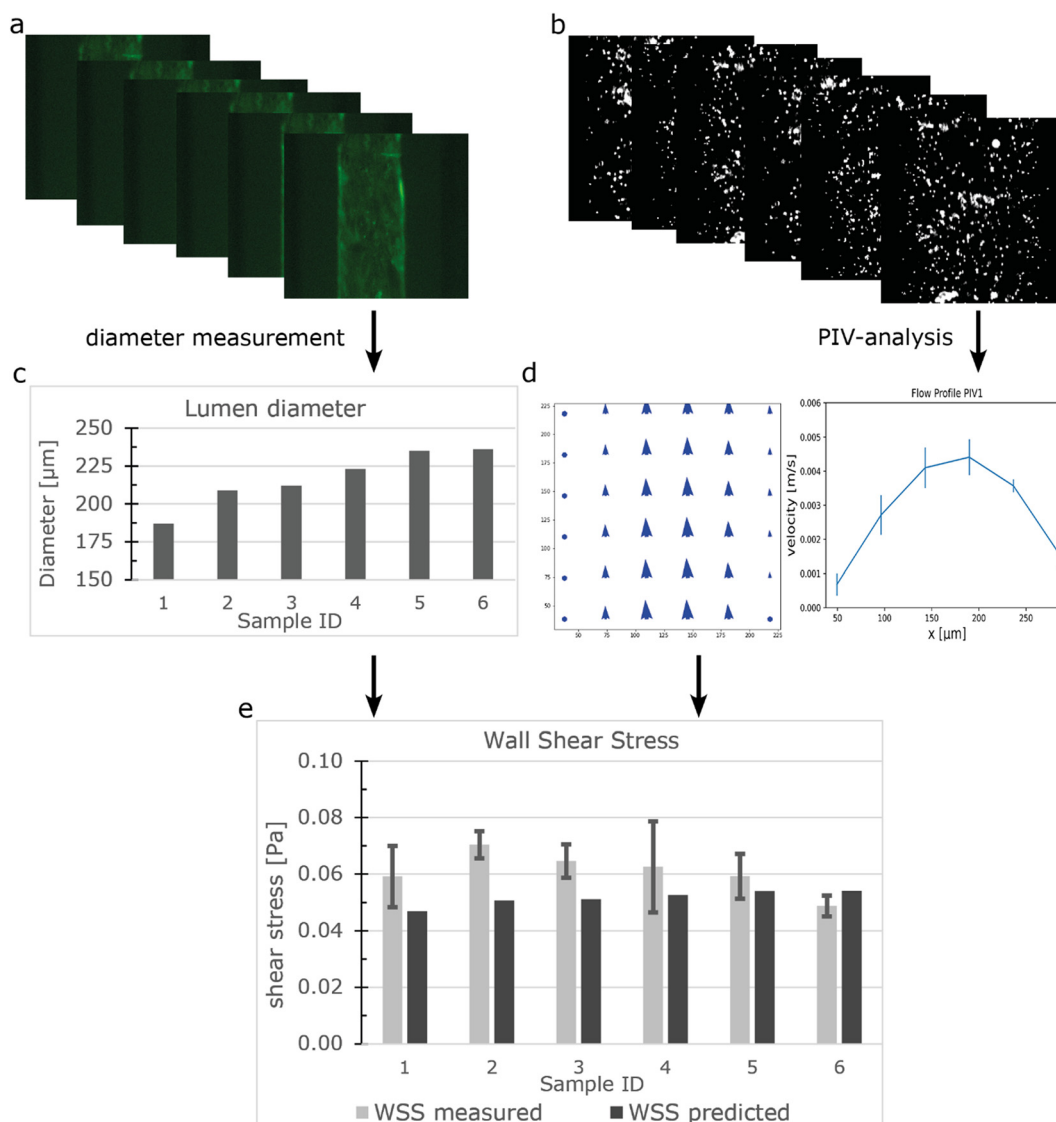 a
b
diameter measurement
PIV-analysis
c
d
Lumen diameter
Diameter [µm]
250
225
200
175
150
1 2 3 4 5 6
Sample ID
225
200
175
150
125
100
75
50
50 75 100 125 150 175 200 225
Flow Profile PIV1
velocity [m/s]
0.006
0.005
0.004
0.003
0.002
0.001
0.000
50 100 150 200 250
x [µm]
e
Wall Shear Stress
shear stress [Pa]
0.10
0.08
0.06
0.04
0.02
0.00
1 2 3 4 5 6
Sample ID
WSS measured WSS predicted